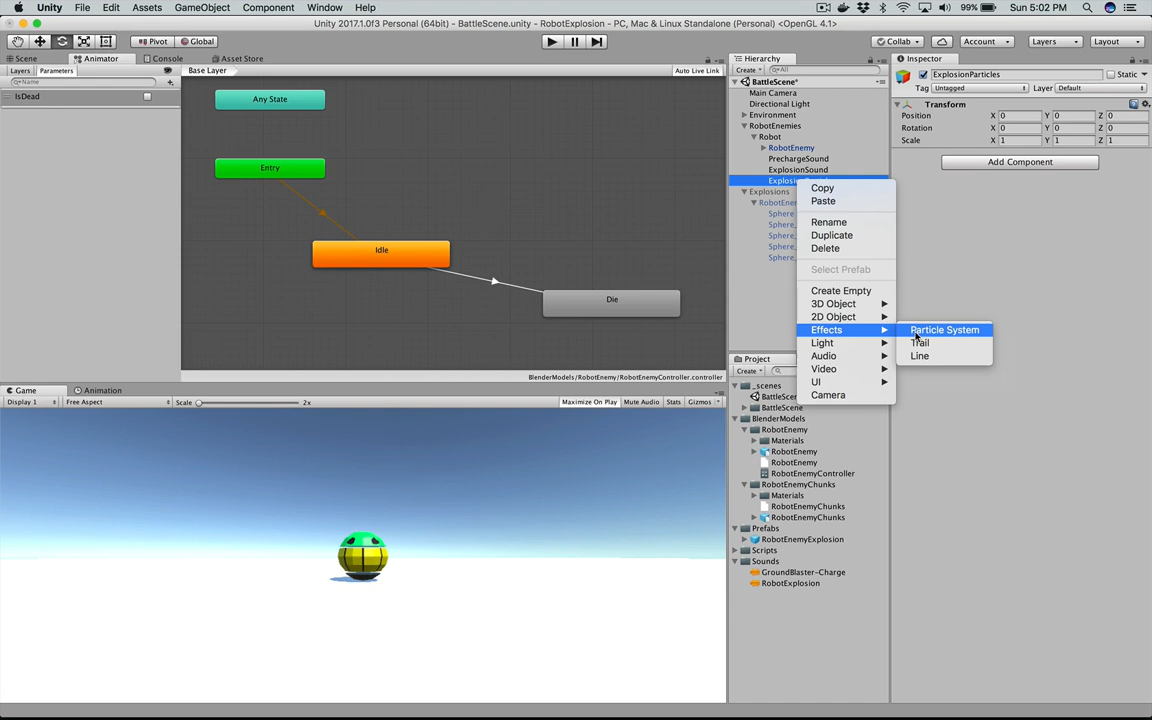 Unity File Edit Assets GameObject Component Window Help 99% Sun 5:02 PM
Unity 2017.1.0f3 Personal (64bit) - BattleScene.unity - RobotExplosion - PC, Mac & Linux Standalone (Personal) <OpenGL 4.1>
Pivot Global Collab Account Layers Layout
Scene Animator Console Asset Store
Layers Parameters Base Layer Auto Live Link
Name
IsDead
Any State
Entry
Idle
Die
BlenderModels/RobotEnemy/RobotEnemyController.controller
Game Animation
Display 1 Free Aspect Scale 2x Maximize On Play Mute Audio Stats Gizmos
Hierarchy
Create All
BattleScene*
Main Camera
Directional Light
Environment
RobotEnemies
Robot
RobotEnemy
PrechargeSound
ExplosionSound
Explosions
Sphere
Sphere_
Sphere_
Sphere_
Sphere_
Copy
Paste
Rename
Duplicate
Delete
Select Prefab
Create Empty
3D Object
2D Object
Effects
Light
Audio
Video
UI
Camera
Particle System
Trail
Line
Project
Create
_scenes
BattleScene
BlenderModels
RobotEnemy
Materials
RobotEnemy
RobotEnemy
RobotEnemyController
RobotEnemyChunks
Materials
RobotEnemyChunks
RobotEnemyChunks
Prefabs
RobotEnemyExplosion
Scripts
Sounds
GroundBlaster-Charge
RobotExplosion
Inspector
ExplosionParticles Static
Tag Untagged Layer Default
Transform
Position X 0 Y 0 Z 0
Rotation X 0 Y 0 Z 0
Scale X 1 Y 1 Z 1
Add Component